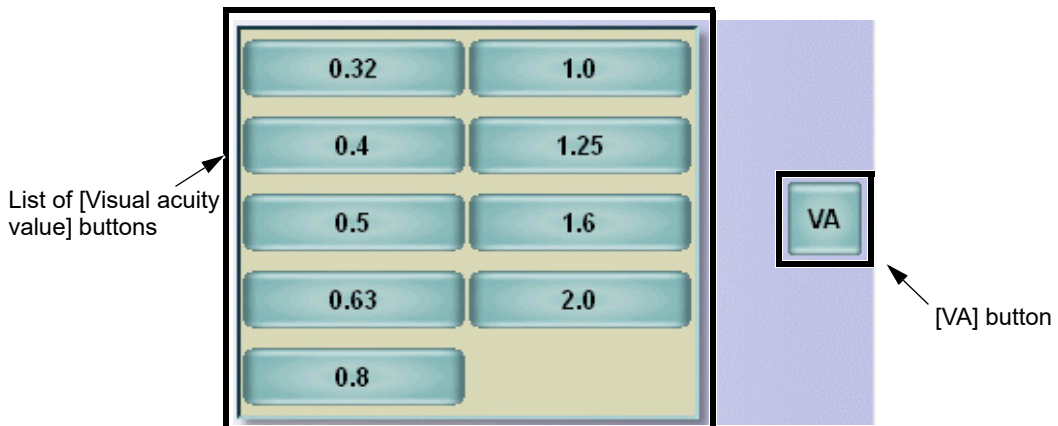 0.32 1.0
0.4 1.25
List of [Visual acuity
value] buttons
0.5 1.6
VA
0.63 2.0
[VA] button
0.8